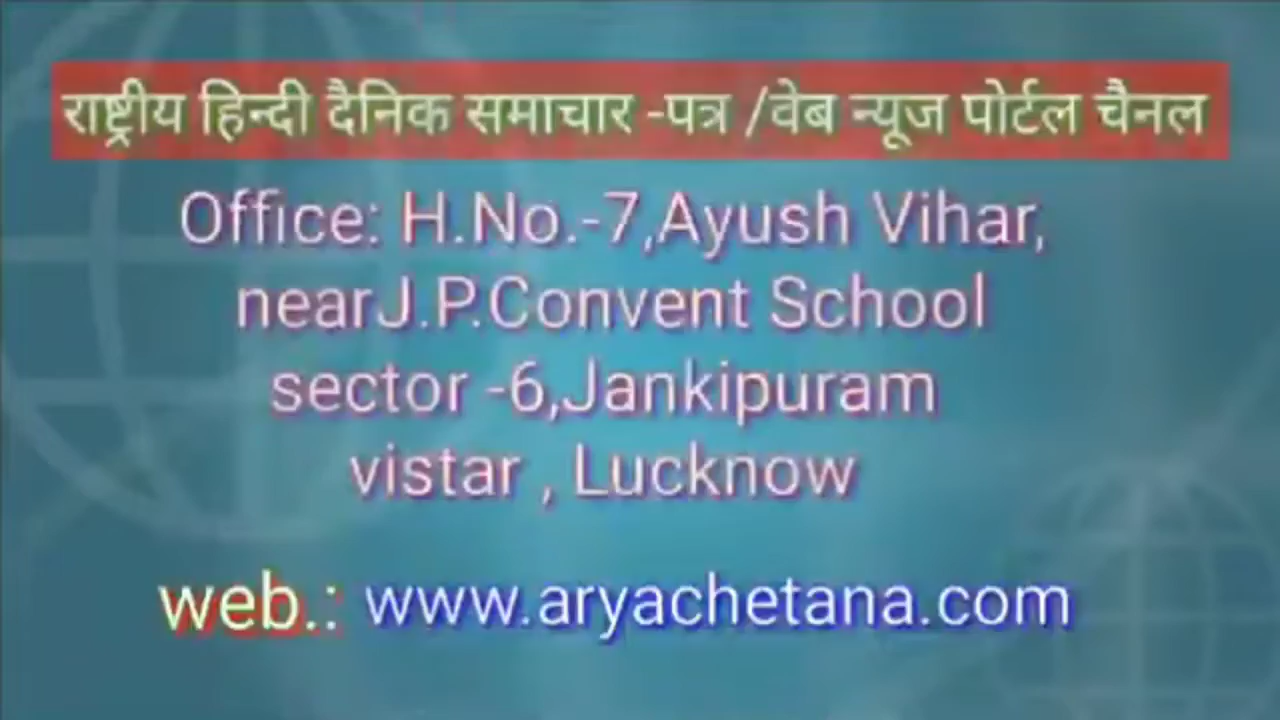 राष्ट्रीय हिन्दी दैनिक समाचार -पत्र /वेब न्यूज पोर्टल चैनल
Office: H.No.-7,Ayush Vihar,
nearJ.P.Convent School
sector -6,Jankipuram
vistar , Lucknow
web.: www.aryachetana.com